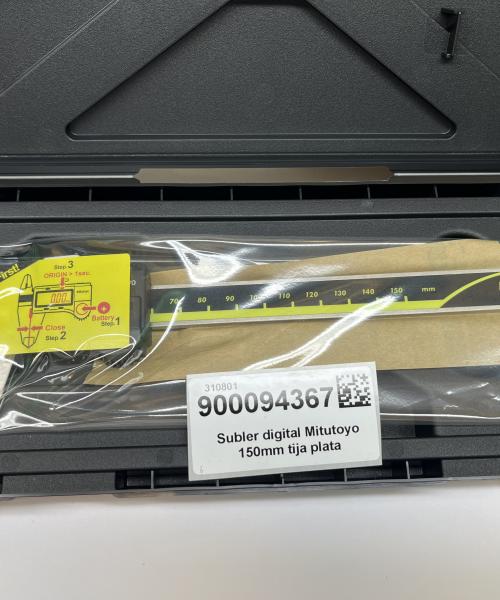 first!
Step 3
ORIGIN > 1sec.
0.00
Battery
Step 1
Close
Step 2
70 80 90 100 110 120 130 140 150 mm
310801
900094367
Subler digital Mitutoyo
150mm tija plata